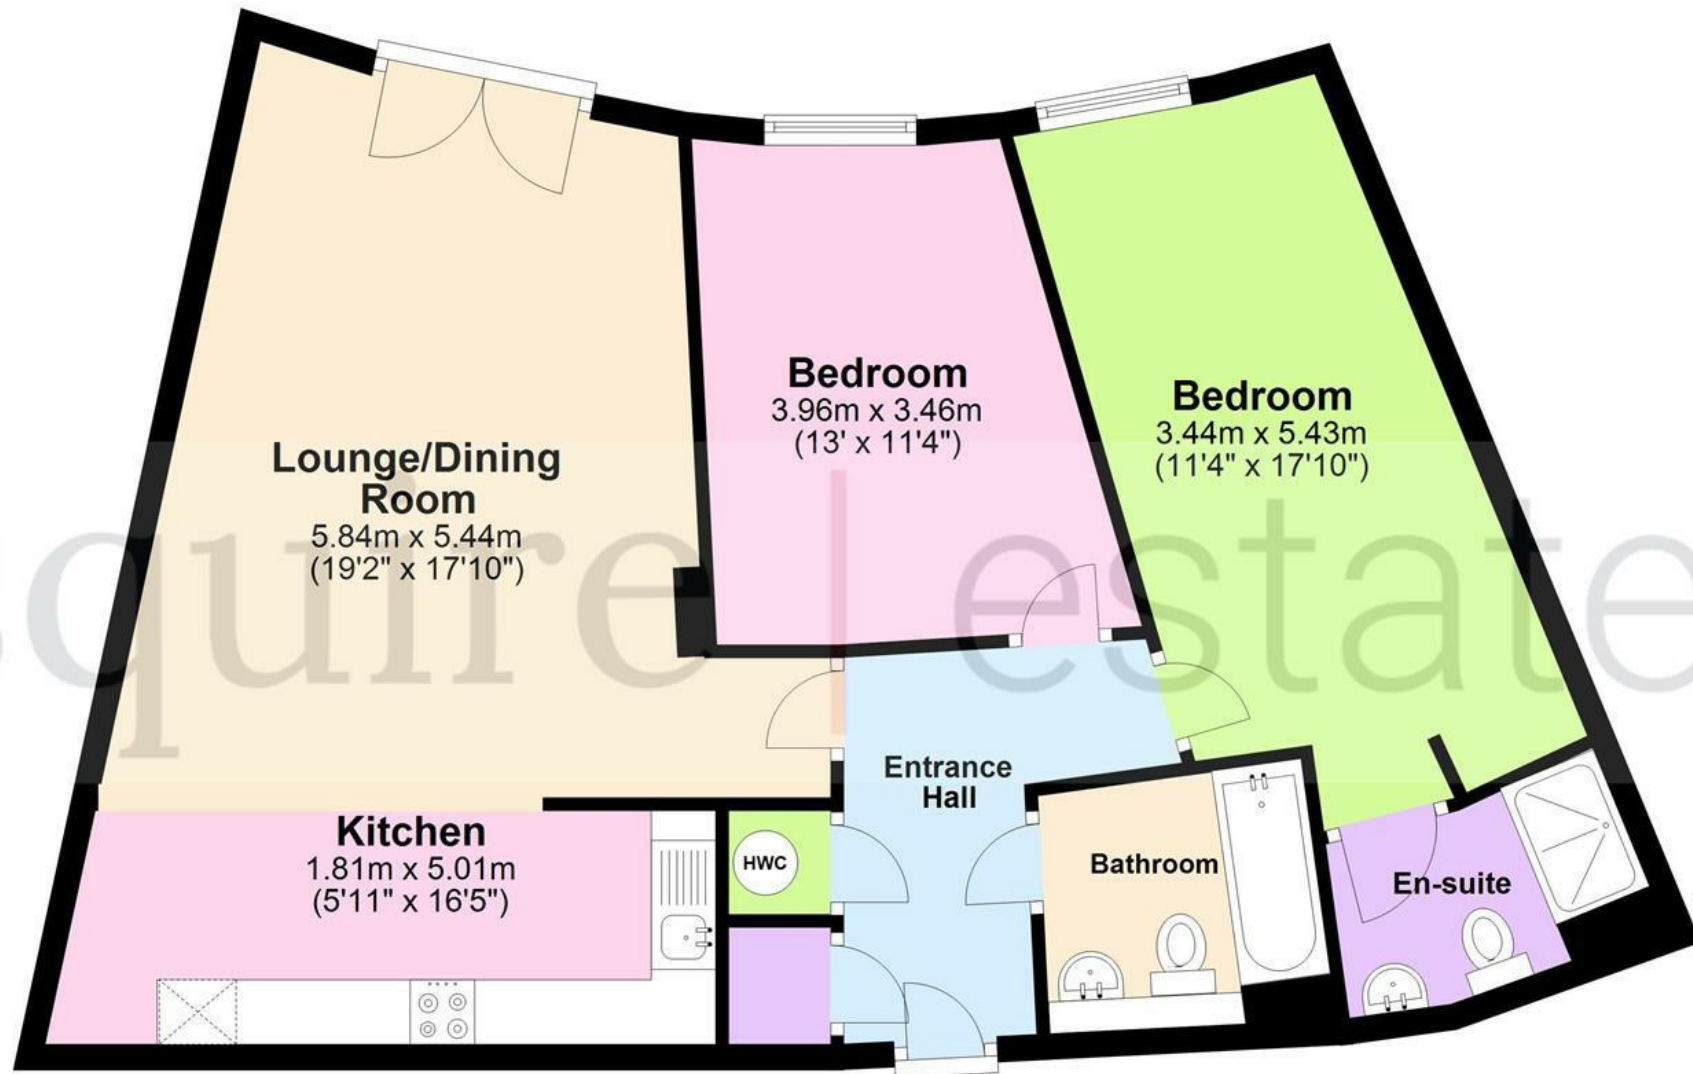 Lounge/Dining
Room
5.84m x 5.44m
(19'2" x 17'10")
Bedroom
3.96m x 3.46m
(13' x 11'4")
Bedroom
3.44m x 5.43m
(11'4" x 17'10")
Entrance
Hall
Kitchen
1.81m x 5.01m
(5'11" x 16'5")
HWC
Bathroom
En-suite
squire | estate